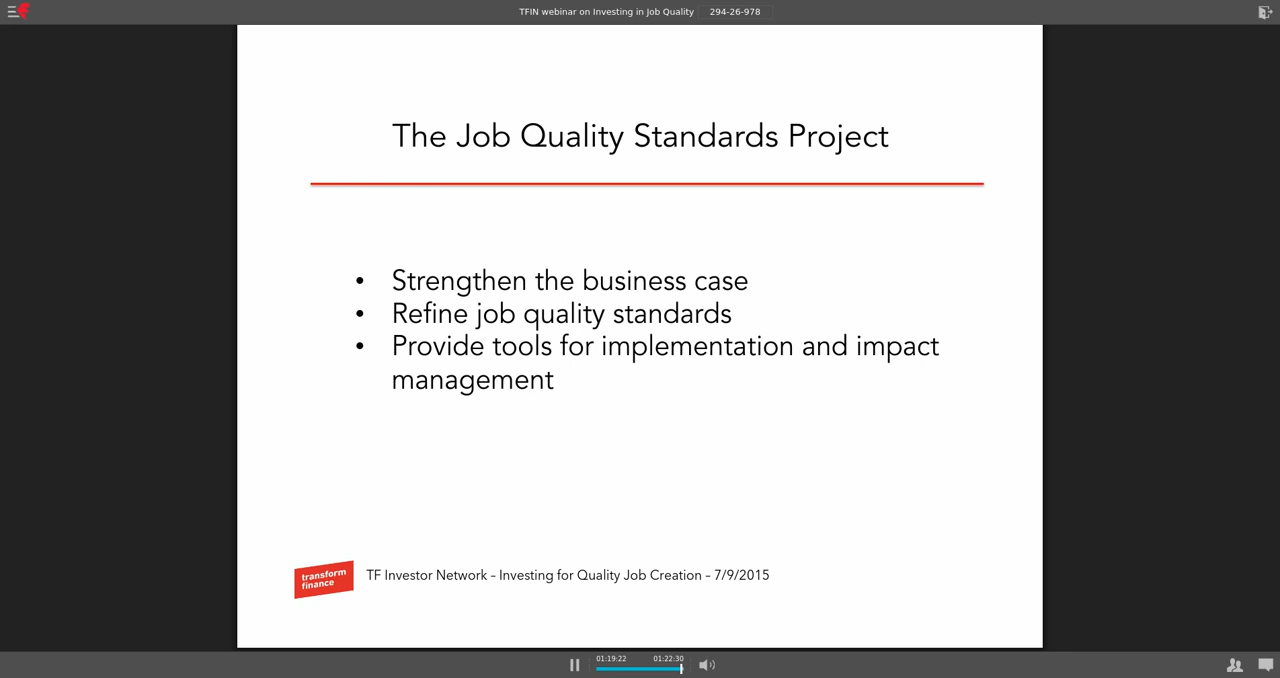 TFIN webinar on Investing in Job Quality 294-26-978
The Job Quality Standards Project
• Strengthen the business case
• Refine job quality standards
• Provide tools for implementation and impact
management
transform
finance
TF Investor Network – Investing for Quality Job Creation – 7/9/2015
01:19:22 01:22:30